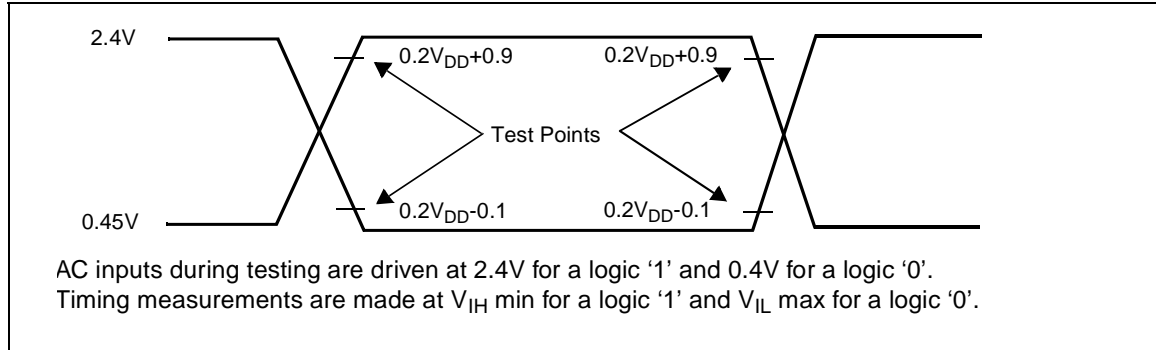 2.4V
0.2VDD+0.9 0.2VDD+0.9
Test Points
0.2VDD-0.1 0.2VDD-0.1
0.45V
AC inputs during testing are driven at 2.4V for a logic ‘1’ and 0.4V for a logic ‘0’.
Timing measurements are made at VIH min for a logic ‘1’ and VIL max for a logic ‘0’.